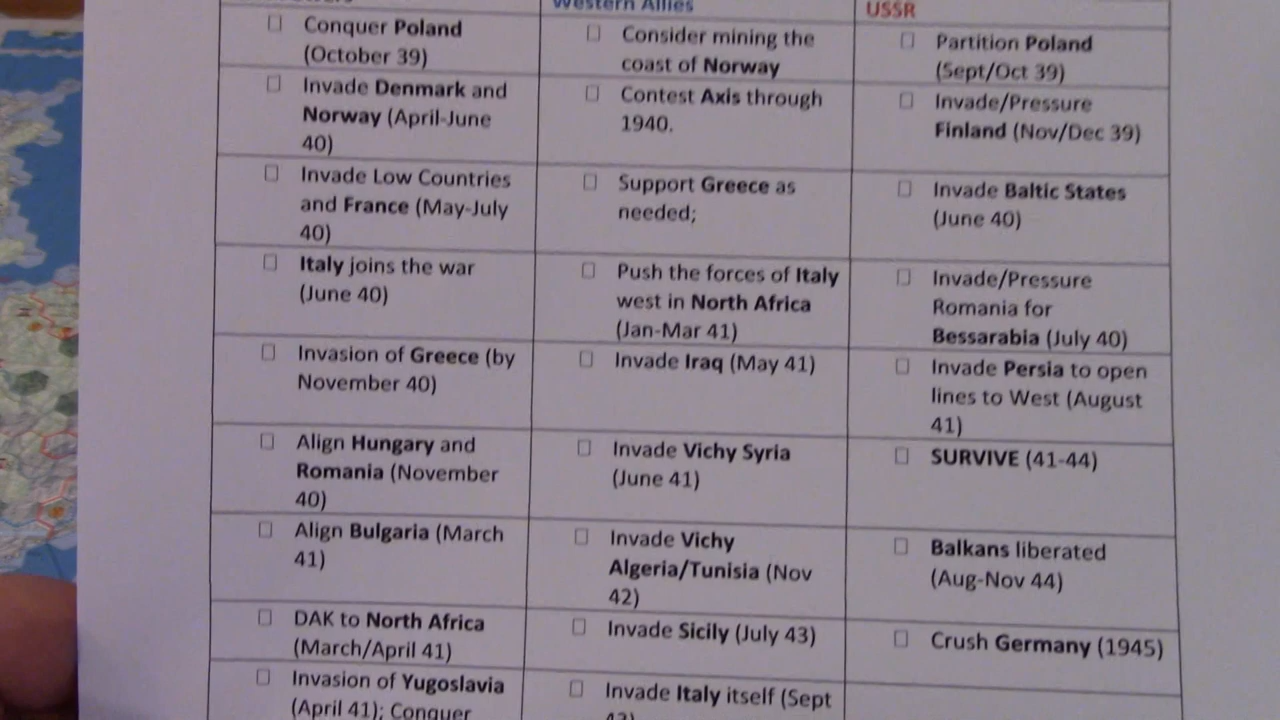 Western Allies
USSR
☐ Conquer Poland
(October 39)
☐ Consider mining the
coast of Norway
☐ Partition Poland
(Sept/Oct 39)
☐ Invade Denmark and
Norway (April-June
40)
☐ Contest Axis through
1940.
☐ Invade/Pressure
Finland (Nov/Dec 39)
☐ Invade Low Countries
and France (May-July
40)
☐ Support Greece as
needed;
☐ Invade Baltic States
(June 40)
☐ Italy joins the war
(June 40)
☐ Push the forces of Italy
west in North Africa
(Jan-Mar 41)
☐ Invade/Pressure
Romania for
Bessarabia (July 40)
☐ Invasion of Greece (by
November 40)
☐ Invade Iraq (May 41)
☐ Invade Persia to open
lines to West (August
41)
☐ Align Hungary and
Romania (November
40)
☐ Invade Vichy Syria
(June 41)
☐ SURVIVE (41-44)
☐ Align Bulgaria (March
41)
☐ Invade Vichy
Algeria/Tunisia (Nov
42)
☐ Balkans liberated
(Aug-Nov 44)
☐ DAK to North Africa
(March/April 41)
☐ Invade Sicily (July 43)
☐ Crush Germany (1945)
☐ Invasion of Yugoslavia
(April 41); Conquer
☐ Invade Italy itself (Sept